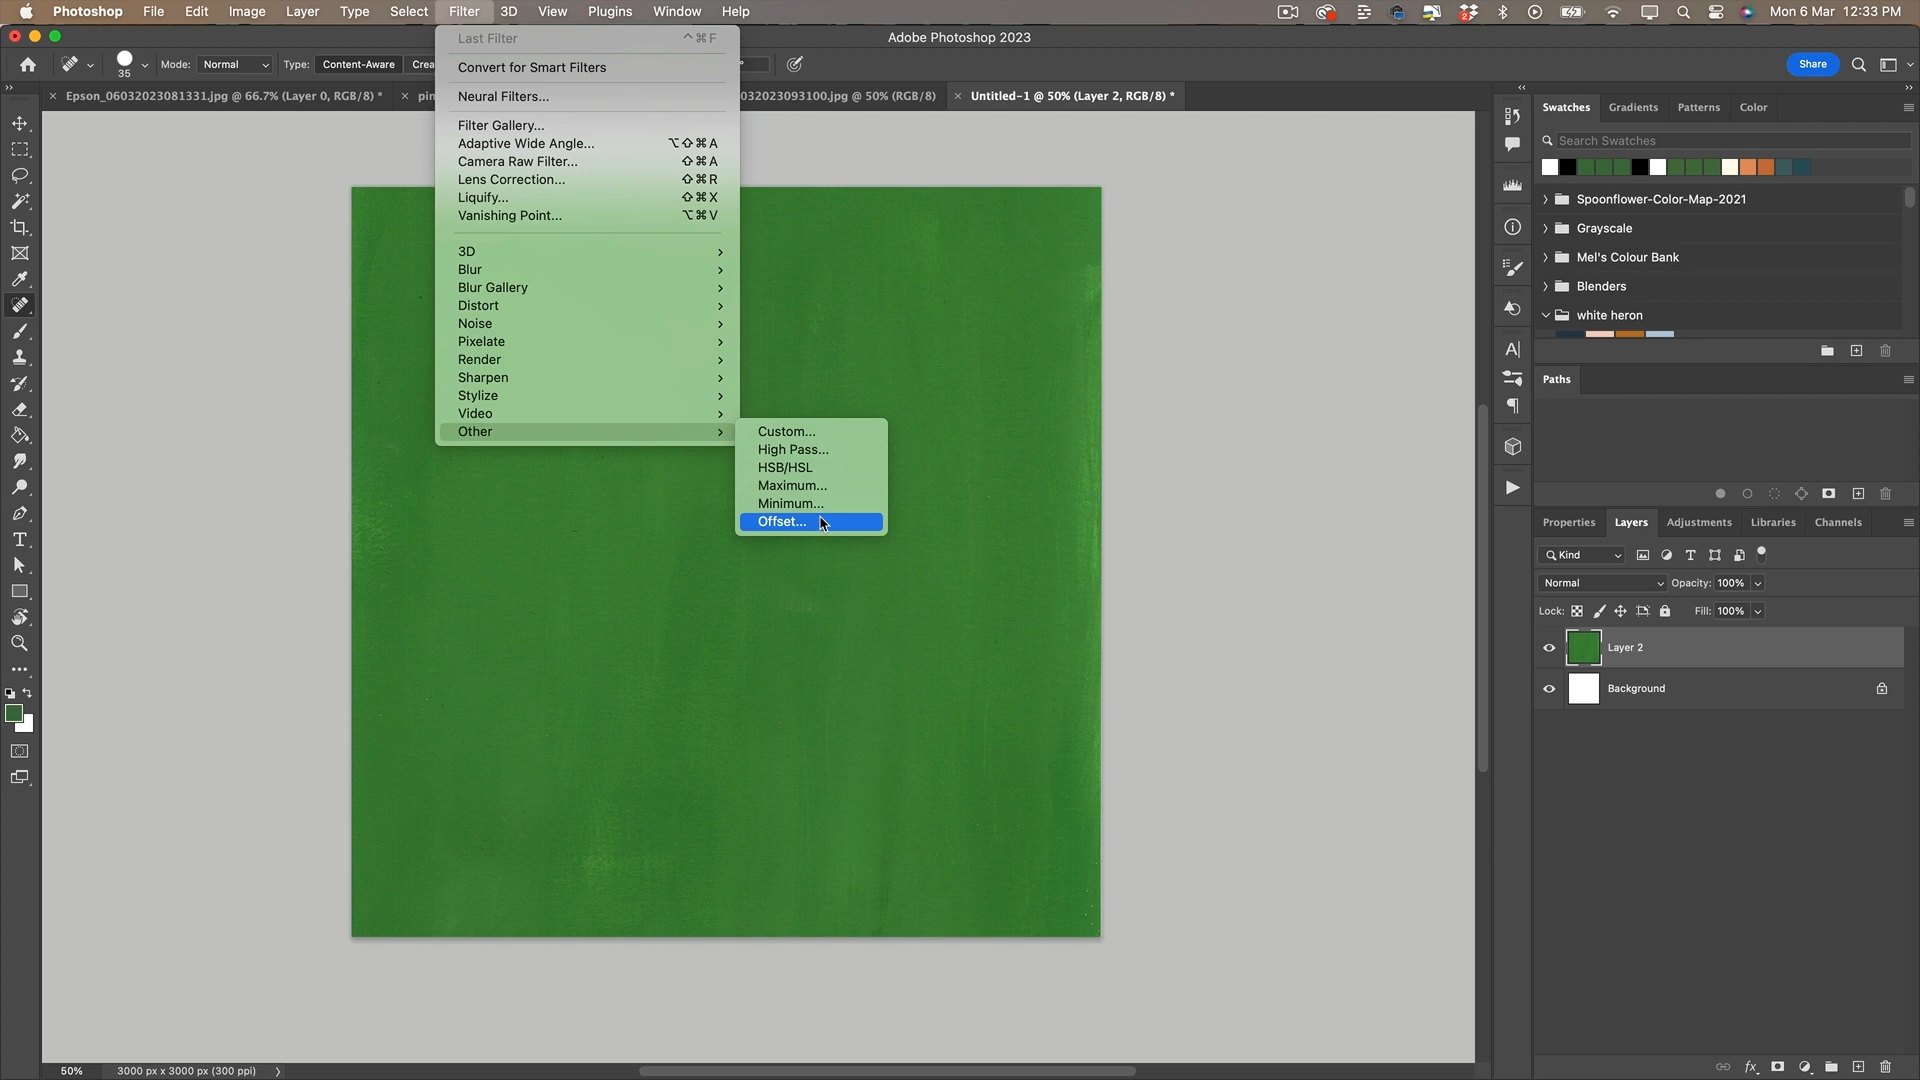 Photoshop File Edit Image Layer Type Select Filter 3D View Plugins Window Help Mon 6 Mar 12:33 PM
Adobe Photoshop 2023
35 Mode: Normal Type: Content-Aware Crea Share
Epson_06032023081331.jpg @ 66.7% (Layer 0, RGB/8) * 032023093100.jpg @ 50% (RGB/8) Untitled-1 @ 50% (Layer 2, RGB/8) *
Last Filter ^⌘F
Convert for Smart Filters
Neural Filters...
Filter Gallery...
Adaptive Wide Angle... ⌥⇧⌘A
Camera Raw Filter... ⇧⌘A
Lens Correction... ⇧⌘R
Liquify... ⇧⌘X
Vanishing Point... ⌥⌘V
3D
Blur
Blur Gallery
Distort
Noise
Pixelate
Render
Sharpen
Stylize
Video
Other
Custom...
High Pass...
HSB/HSL
Maximum...
Minimum...
Offset...
Swatches Gradients Patterns Color
Search Swatches
Spoonflower-Color-Map-2021
Grayscale
Mel's Colour Bank
Blenders
white heron
Paths
Properties Layers Adjustments Libraries Channels
Kind
Normal Opacity: 100%
Lock: Fill: 100%
Layer 2
Background
50% 3000 px x 3000 px (300 ppi)